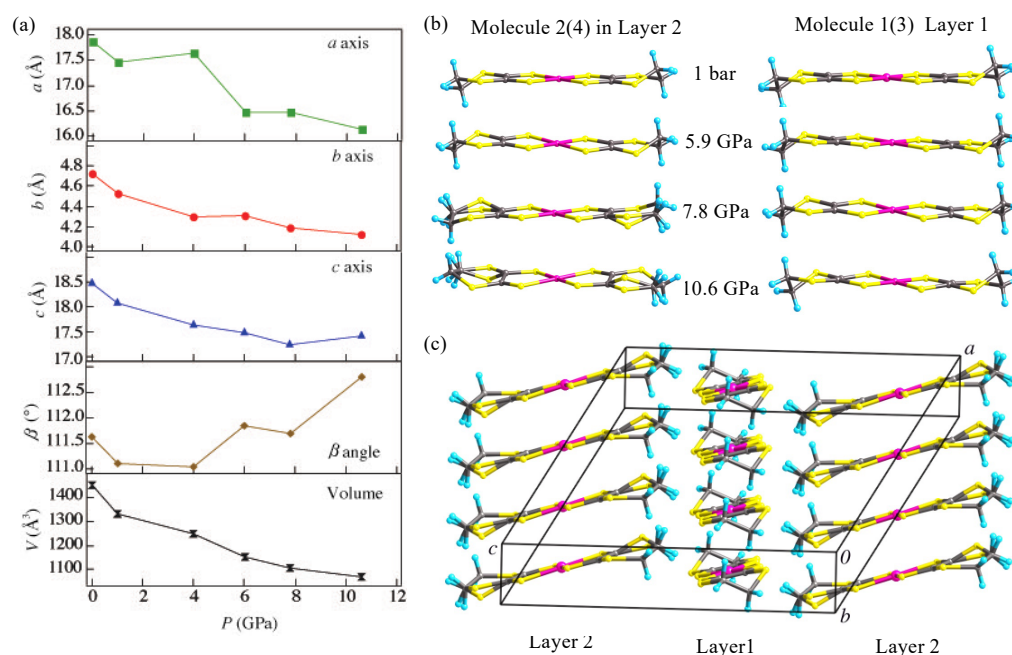 (a)
18.0
17.5
16.5
16.0
a (Å)
a axis
4.8
4.6
4.2
4.0
b (Å)
b axis
18.5
18.0
17.5
17.0
c (Å)
c axis
112.5
112.0
111.5
111.0
β (°)
β angle
1400
1300
1200
1100
V (Å³)
Volume
0 2 4 6 8 10 12
P (GPa)
(b)
Molecule 2(4) in Layer 2
Molecule 1(3) Layer 1
1 bar
5.9 GPa
7.8 GPa
10.6 GPa
(c)
a
c
0
b
Layer 2
Layer1
Layer 2